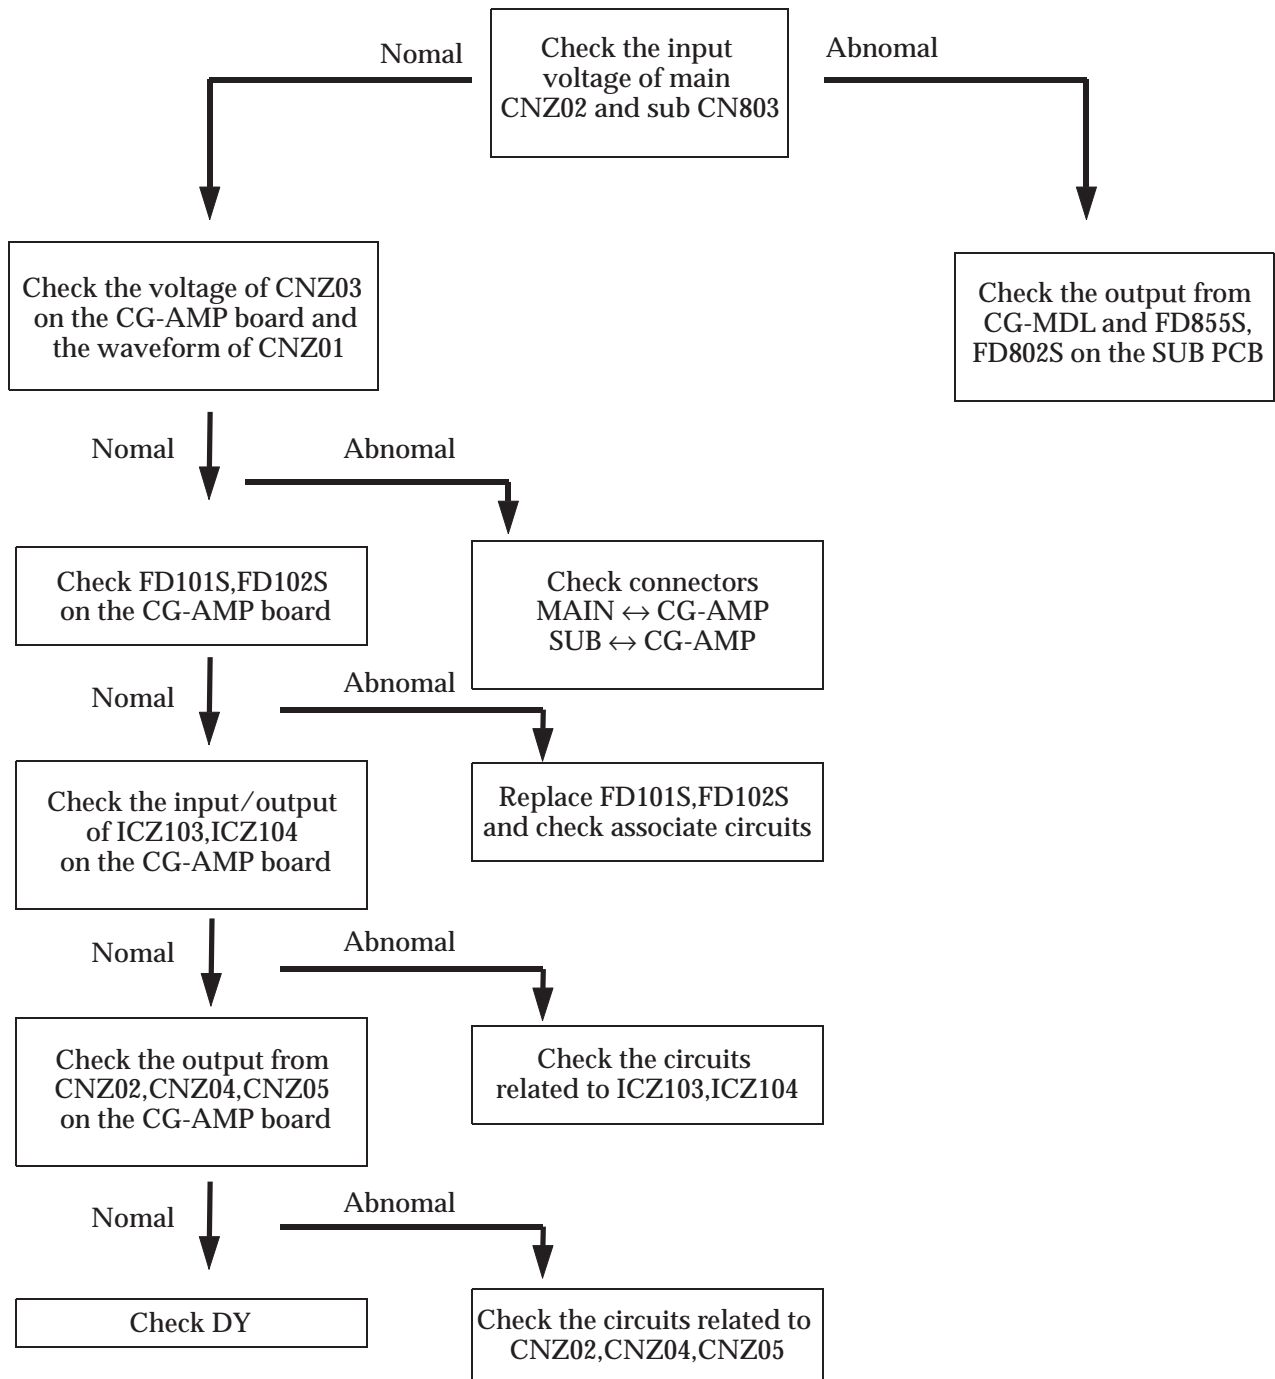 Nomal
Check the input
voltage of main
CNZ02 and sub CN803
Abnomal
Check the voltage of CNZ03
on the CG-AMP board and
the waveform of CNZ01
Check the output from
CG-MDL and FD855S,
FD802S on the SUB PCB
Nomal
Abnomal
Check FD101S,FD102S
on the CG-AMP board
Check connectors
MAIN ↔ CG-AMP
SUB ↔ CG-AMP
Nomal
Abnomal
Check the input/output
of ICZ103,ICZ104
on the CG-AMP board
Replace FD101S,FD102S
and check associate circuits
Nomal
Abnomal
Check the output from
CNZ02,CNZ04,CNZ05
on the CG-AMP board
Check the circuits
related to ICZ103,ICZ104
Nomal
Abnomal
Check DY
Check the circuits related to
CNZ02,CNZ04,CNZ05